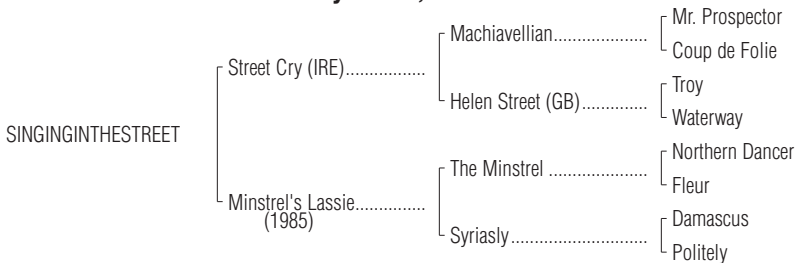 Mr. Prospector
Machiavellian....................
Coup de Folie
Street Cry (IRE).................
Troy
Helen Street (GB)..............
Waterway
SINGINGINTHESTREET
Northern Dancer
The Minstrel .....................
Fleur
Minstrel's Lassie...............
(1985)
Damascus
Syriasly.............................
Politely